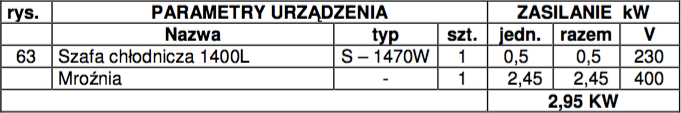 rys. PARAMETRY URZĄDZENIA ZASILANIE kW
Nazwa typ szt. jedn. razem V
63 Szafa chłodnicza 1400L S – 1470W 1 0,5 0,5 230
Mroźnia - 1 2,45 2,45 400
2,95 KW